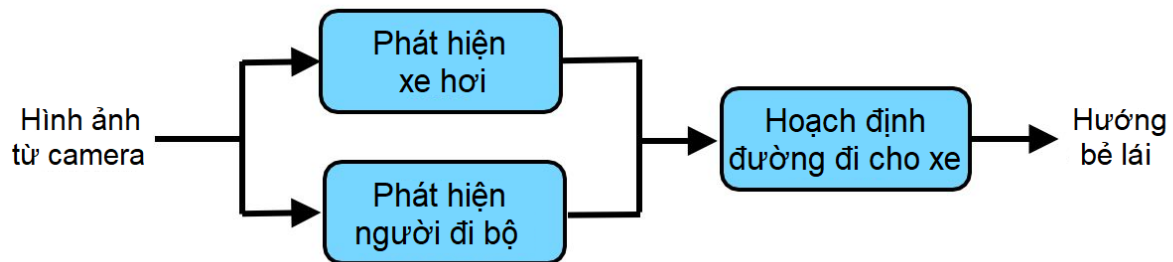 Hình ảnh
từ camera
Phát hiện
xe hơi
Phát hiện
người đi bộ
Hoạch định
đường đi cho xe
Hướng
bẻ lái